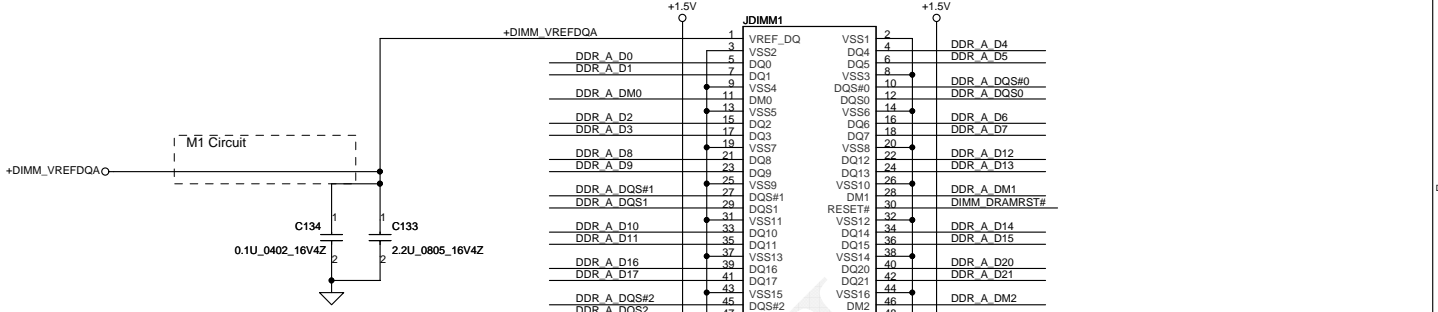 +1.5V +1.5V
JDIMM1
+DIMM_VREFDQA 1 VREF_DQ VSS1 2
3 VSS2 DQ4 4 DDR_A_D4
DDR_A_D0 5 DQ0 DQ5 6 DDR_A_D5
DDR_A_D1 7 DQ1 VSS3 8
9 VSS4 DQS#0 10 DDR_A_DQS#0
DDR_A_DM0 11 DM0 DQS0 12 DDR_A_DQS0
13 VSS5 VSS6 14
DDR_A_D2 15 DQ2 DQ6 16 DDR_A_D6
DDR_A_D3 17 DQ3 DQ7 18 DDR_A_D7
M1 Circuit
19 VSS7 VSS8 20
DDR_A_D8 21 DQ8 DQ12 22 DDR_A_D12
+DIMM_VREFDQA
DDR_A_D9 23 DQ9 DQ13 24 DDR_A_D13
25 VSS9 VSS10 26
DDR_A_DQS#1 27 DQS#1 DM1 28 DDR_A_DM1
DDR_A_DQS1 29 DQS1 RESET# 30 DIMM_DRAMRST#
1 1
31 VSS11 VSS12 32
C134 C133
DDR_A_D10 33 DQ10 DQ14 34 DDR_A_D14
DDR_A_D11 35 DQ11 DQ15 36 DDR_A_D15
0.1U_0402_16V4Z 2.2U_0805_16V4Z
37 VSS13 VSS14 38
2 2
DDR_A_D16 39 DQ16 DQ20 40 DDR_A_D20
DDR_A_D17 41 DQ17 DQ21 42 DDR_A_D21
43 VSS15 VSS16 44
DDR_A_DQS#2 45 DQS#2 DM2 46 DDR_A_DM2